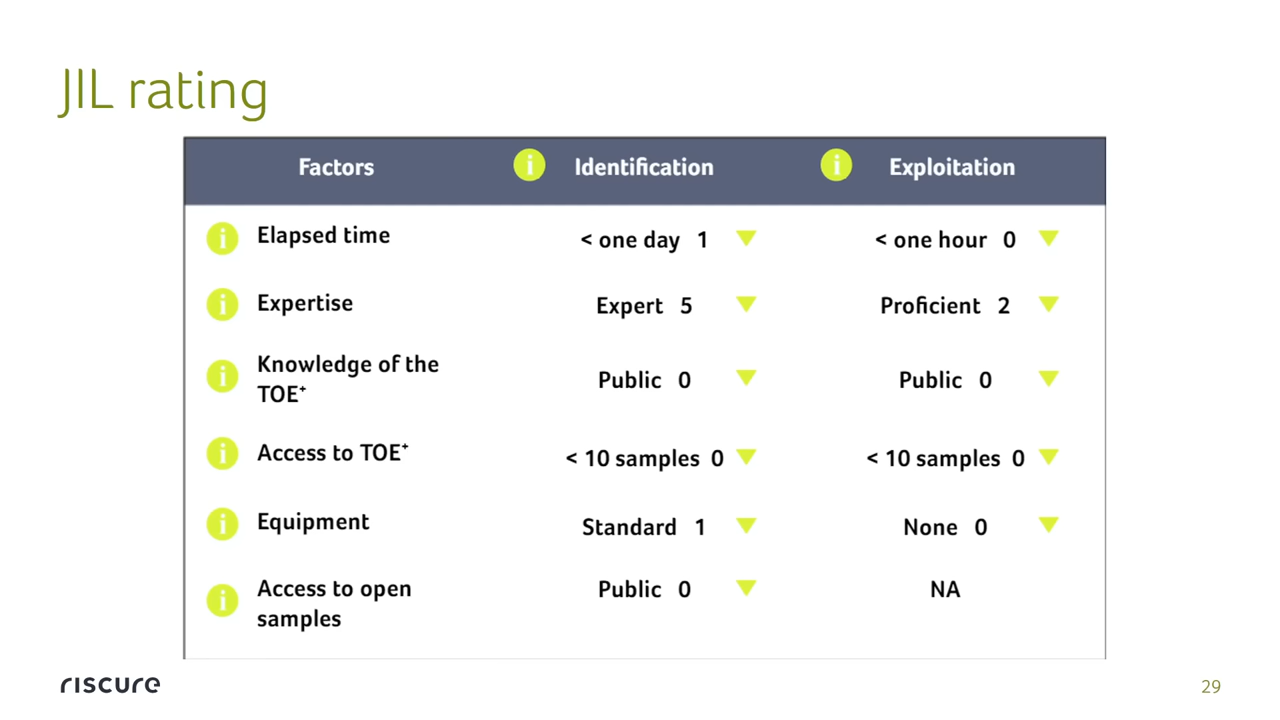 JIL rating
Factors i Identification i Exploitation
i Elapsed time < one day 1 < one hour 0
i Expertise Expert 5 Proficient 2
i Knowledge of the
TOE+ Public 0 Public 0
i Access to TOE+ < 10 samples 0 < 10 samples 0
i Equipment Standard 1 None 0
i Access to open
samples Public 0 NA
riscure
29